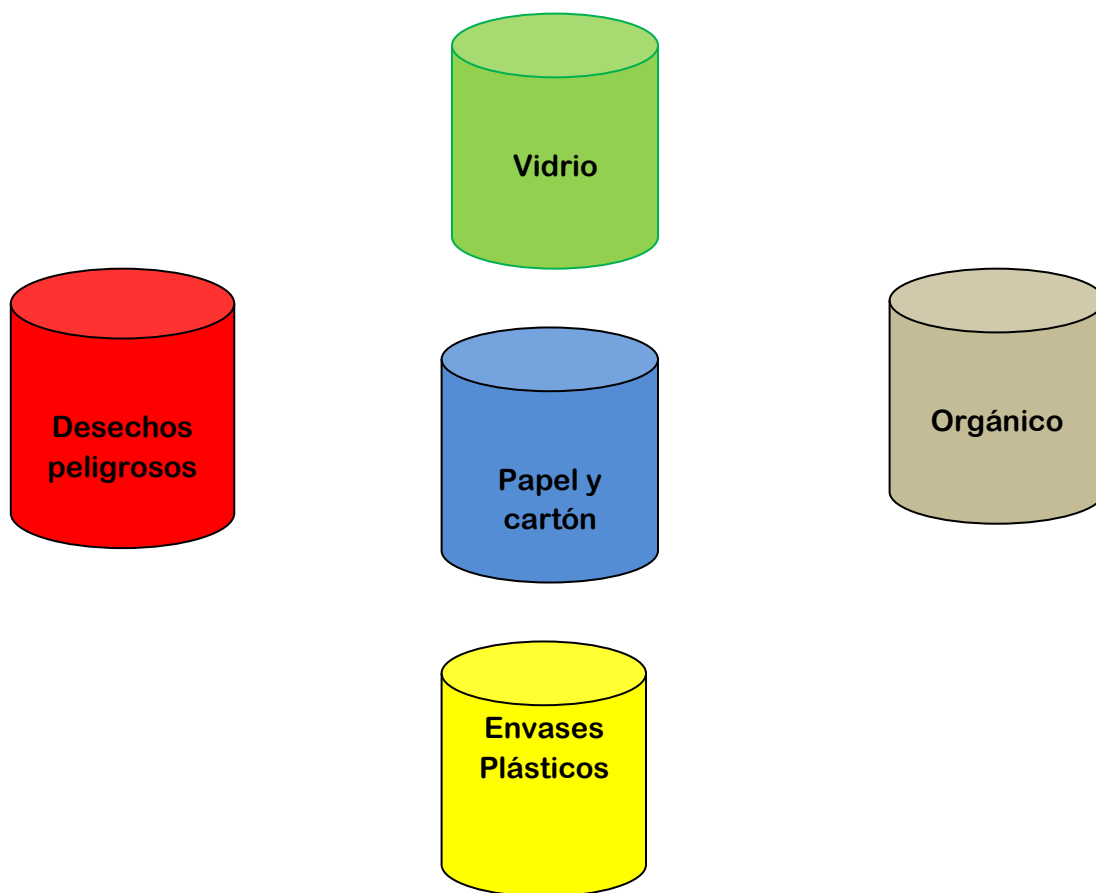 Vidrio
Desechos
peligrosos
Papel y
cartón
Orgánico
Envases
Plásticos